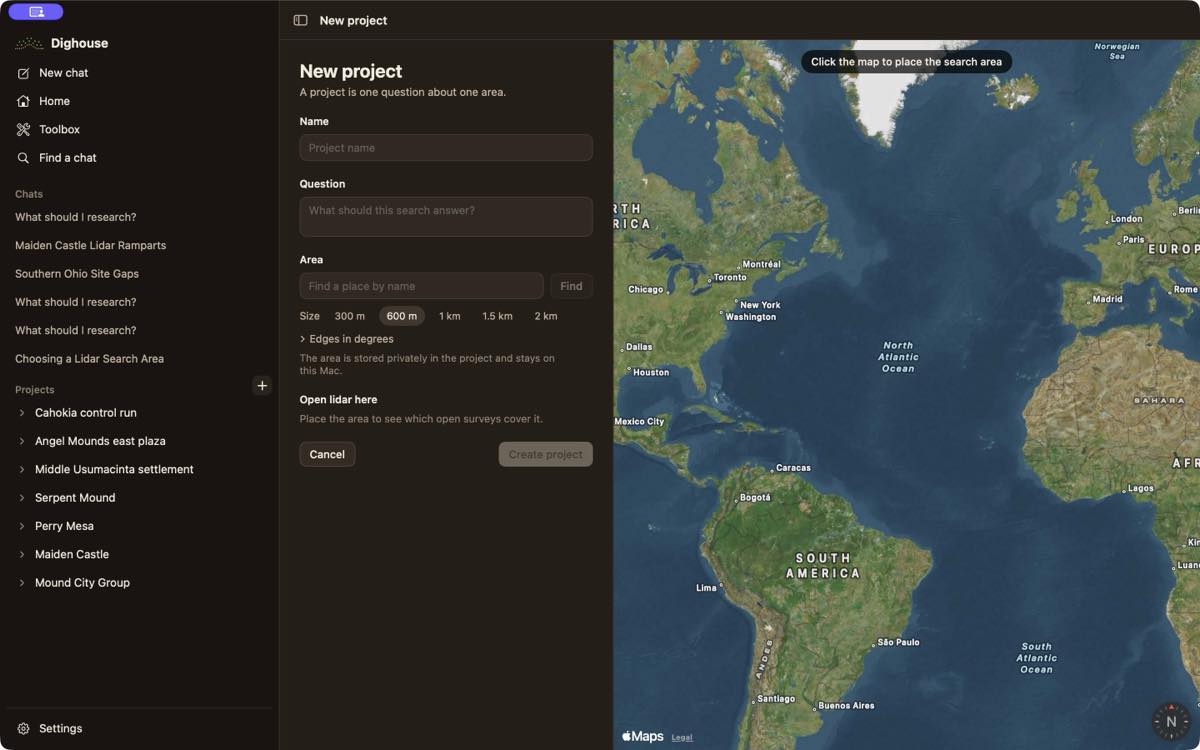 Dighouse
New chat
Home
Toolbox
Find a chat
Chats
What should I research?
Maiden Castle Lidar Ramparts
Southern Ohio Site Gaps
What should I research?
What should I research?
Choosing a Lidar Search Area
Projects
Cahokia control run
Angel Mounds east plaza
Middle Usumacinta settlement
Serpent Mound
Perry Mesa
Maiden Castle
Mound City Group
Settings
New project
New project
A project is one question about one area.
Name
Project name
Question
What should this search answer?
Area
Find a place by name
Find
Size 300 m 600 m 1 km 1.5 km 2 km
Edges in degrees
The area is stored privately in the project and stays on
this Mac.
Open lidar here
Place the area to see which open surveys cover it.
Cancel
Create project
Click the map to place the search area
Norwegian
Sea
RTH
RICA
London
Berli
Paris
EUROP
Montréal
Toronto
Chicago
New York
Washington
Madrid
Rome
Dallas
Houston
North
Atlantic
Ocean
SAHARA
Mexico City
Caracas
AFR
Bogotá
Lagos
SOUTH
AMERICA
Kin
Luan
Lima
ANDES
São Paulo
South
Atlantic
Ocean
Santiago
Buenos Aires
N
Maps
Legal